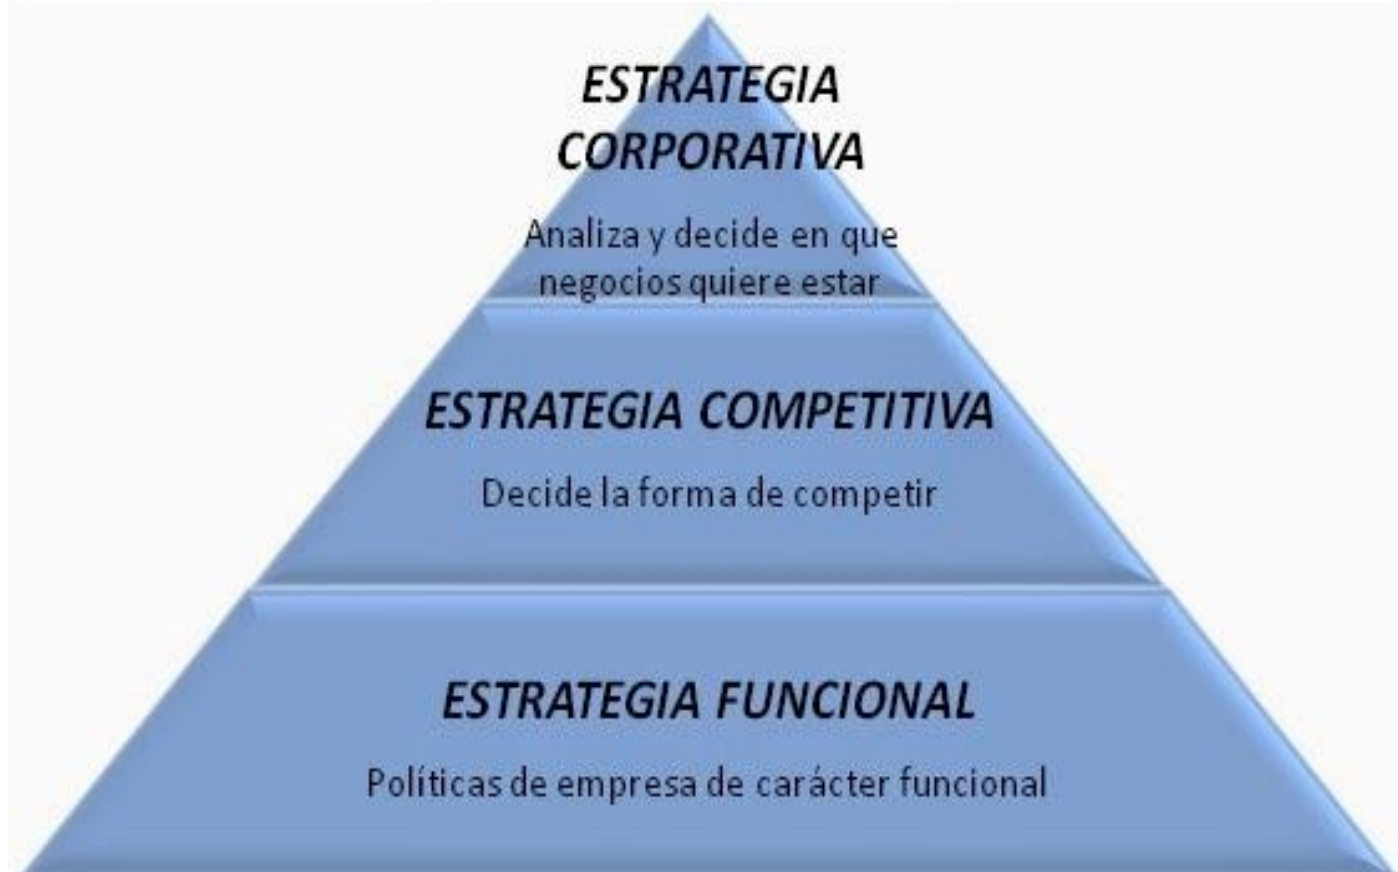 ESTRATEGIA
CORPORATIVA
Analiza y decide en que
negocios quiere estar
ESTRATEGIA COMPETITIVA
Decide la forma de competir
ESTRATEGIA FUNCIONAL
Políticas de empresa de carácter funcional